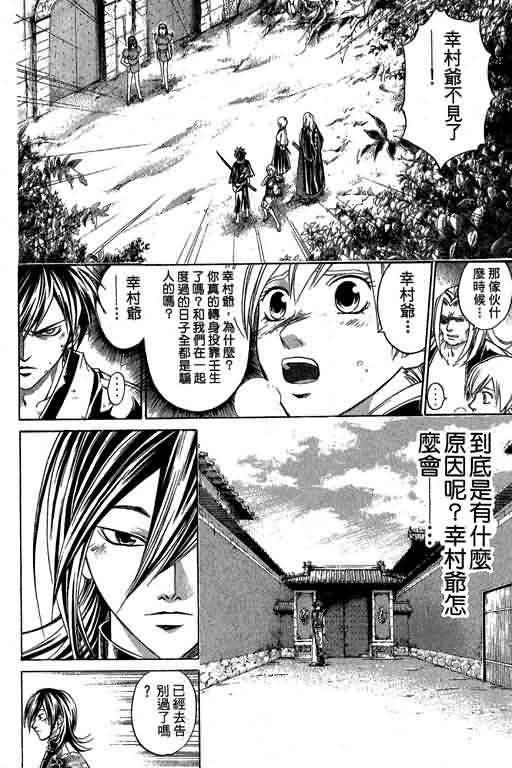 幸村爺不見了
——！
那傢伙什
麼時候…
幸村爺…
幸村爺，為什麼？
你真的轉身投靠壬生
了嗎？和我們在一起
度過的日子全都是騙
人的嗎？
幸村爺
…
…
到底是有什麼
原因呢？幸村爺怎
麼會——…
已經去告
別過了嗎
？